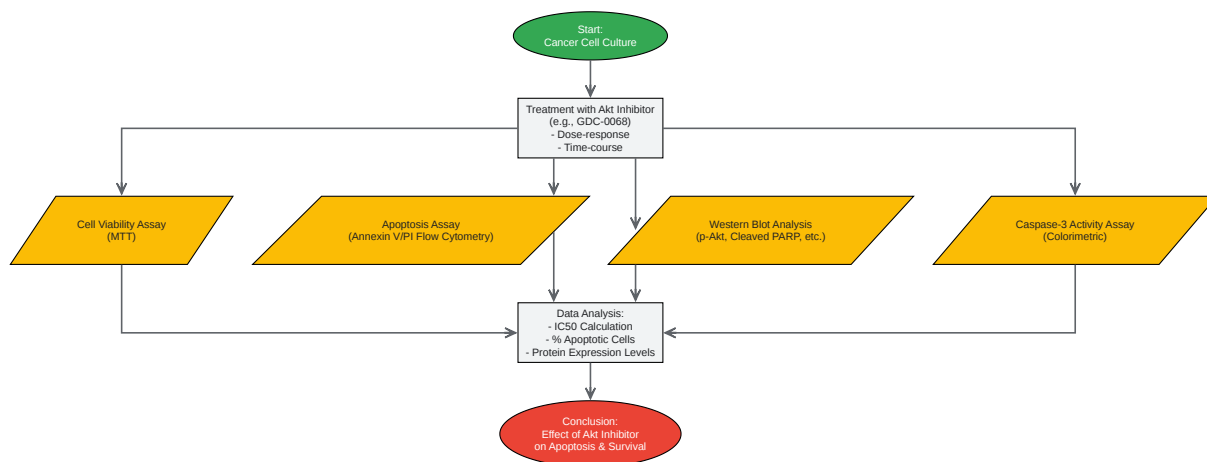 Start:
Cancer Cell Culture
Treatment with Akt Inhibitor
(e.g., GDC-0068)
- Dose-response
- Time-course
Cell Viability Assay
(MTT)
Apoptosis Assay
(Annexin V/PI Flow Cytometry)
Western Blot Analysis
(p-Akt, Cleaved PARP, etc.)
Caspase-3 Activity Assay
(Colorimetric)
Data Analysis:
- IC50 Calculation
- % Apoptotic Cells
- Protein Expression Levels
Conclusion:
Effect of Akt Inhibitor
on Apoptosis & Survival